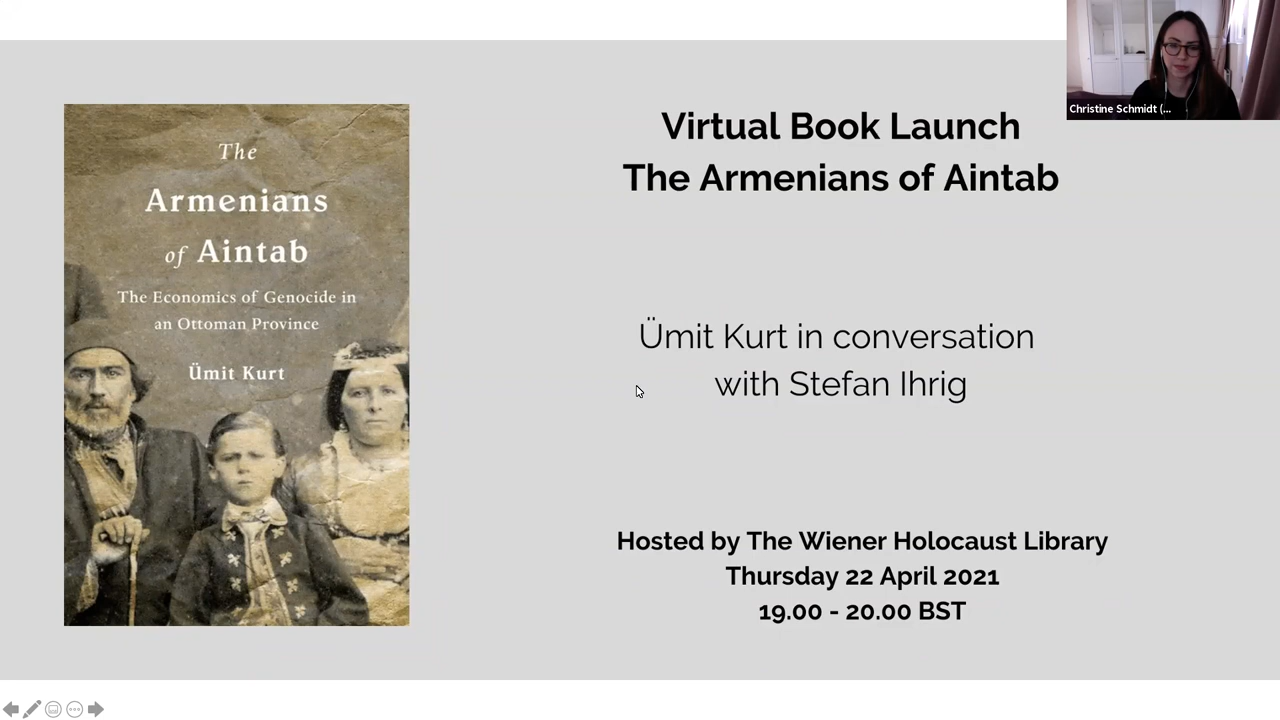 The
Armenians
of Aintab
The Economics of Genocide in
an Ottoman Province
Ümit Kurt
Virtual Book Launch
The Armenians of Aintab
Ümit Kurt in conversation
with Stefan Ihrig
Hosted by The Wiener Holocaust Library
Thursday 22 April 2021
19.00 - 20.00 BST
Christine Schmidt (...